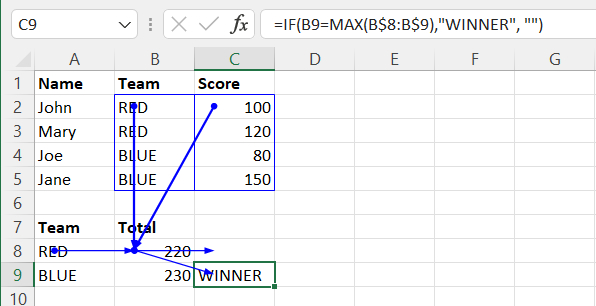 C9 fx =IF(B9=MAX(B$8:B$9),"WINNER", "")
A B C D E F G
1 Name Team Score
2 John RED 100
3 Mary RED 120
4 Joe BLUE 80
5 Jane BLUE 150
6
7 Team Total
8 RED 220
9 BLUE 230 WINNER
10